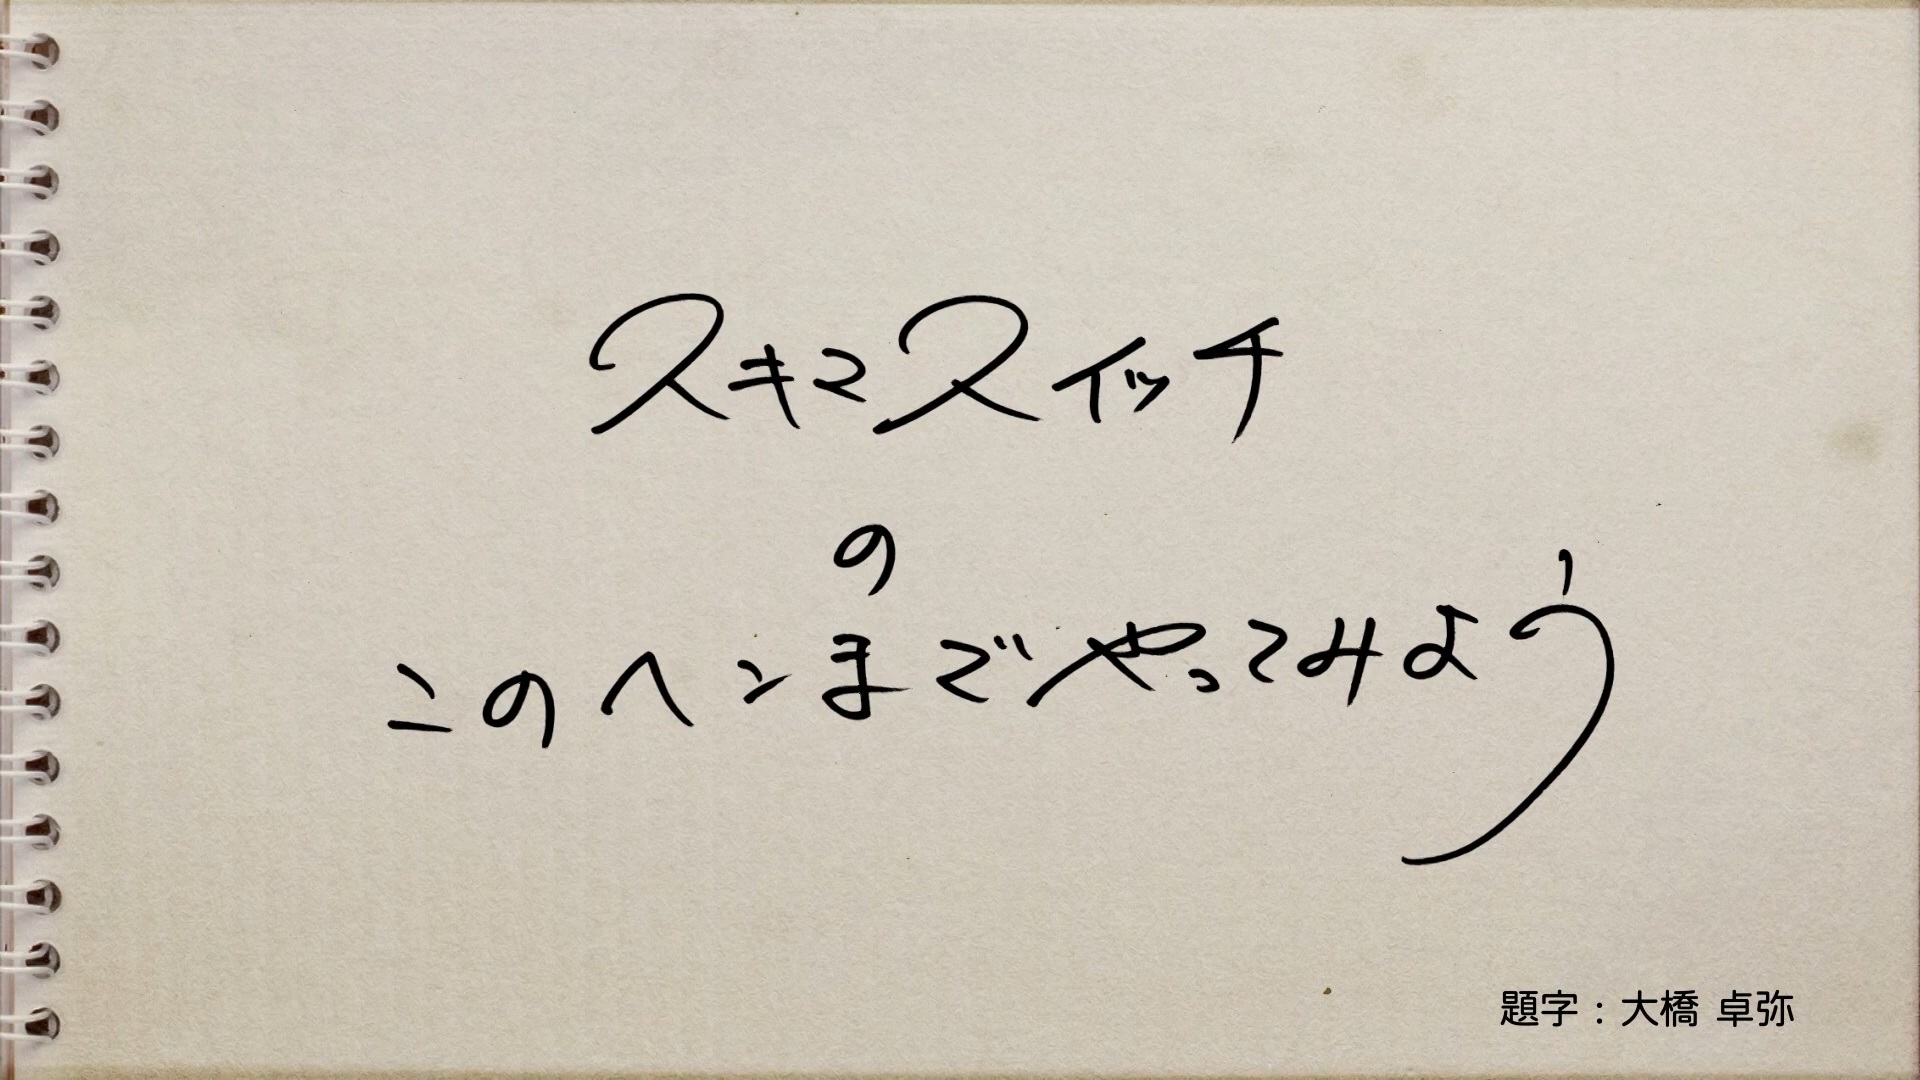 スキマスイッチ
の
このヘンまでやってみよう
題字：大橋 卓弥